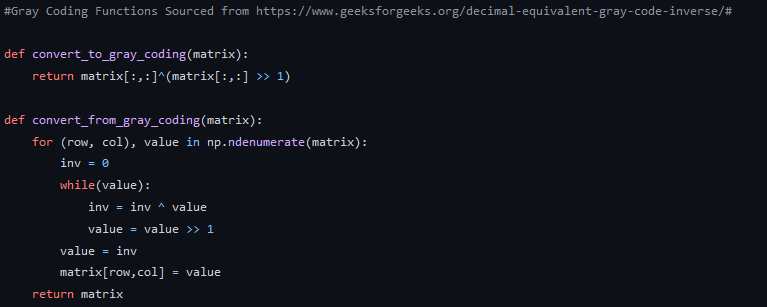 #Gray Coding Functions Sourced from https://www.geeksforgeeks.org/decimal-equivalent-gray-code-inverse/#

def convert_to_gray_coding(matrix):
    return matrix[:,:]^(matrix[:,:] >> 1)

def convert_from_gray_coding(matrix):
    for (row, col), value in np.ndenumerate(matrix):
        inv = 0
        while(value):
            inv = inv ^ value
            value = value >> 1
        value = inv
        matrix[row,col] = value
    return matrix